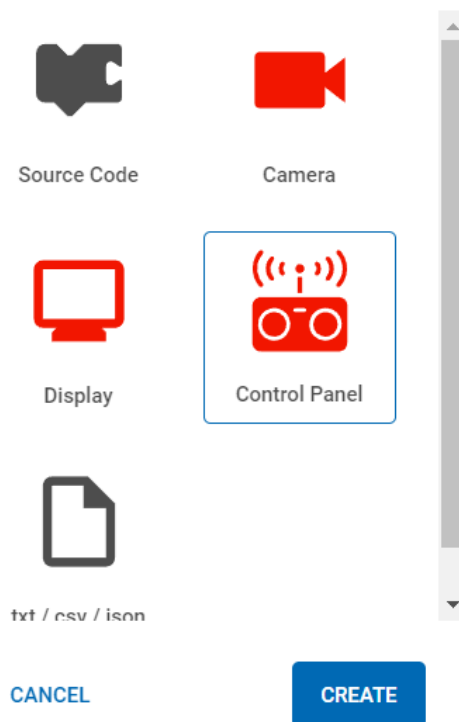 Source Code
Camera
Display
Control Panel
txt / csv / json
CANCEL
CREATE